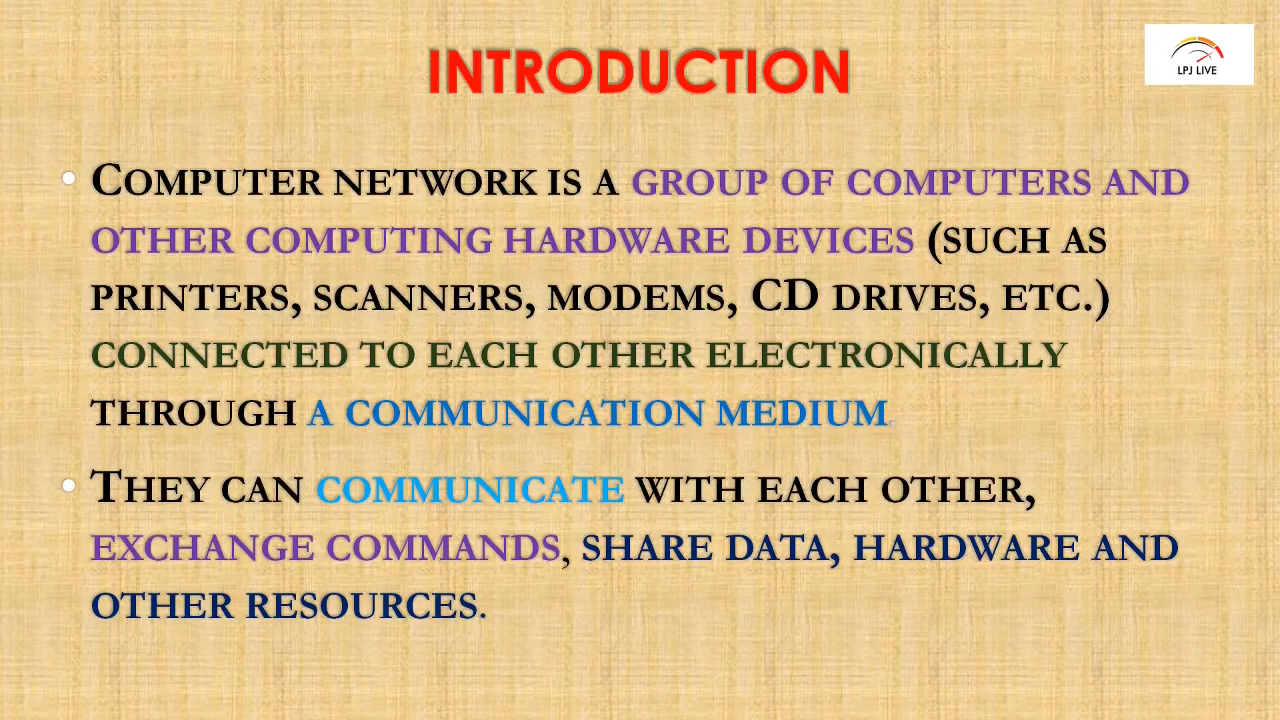 INTRODUCTION
LPJ LIVE
• Computer network is a group of computers and
other computing hardware devices (such as
printers, scanners, modems, CD drives, etc.)
connected to each other electronically
through a communication medium.
• They can communicate with each other,
exchange commands, share data, hardware and
other resources.